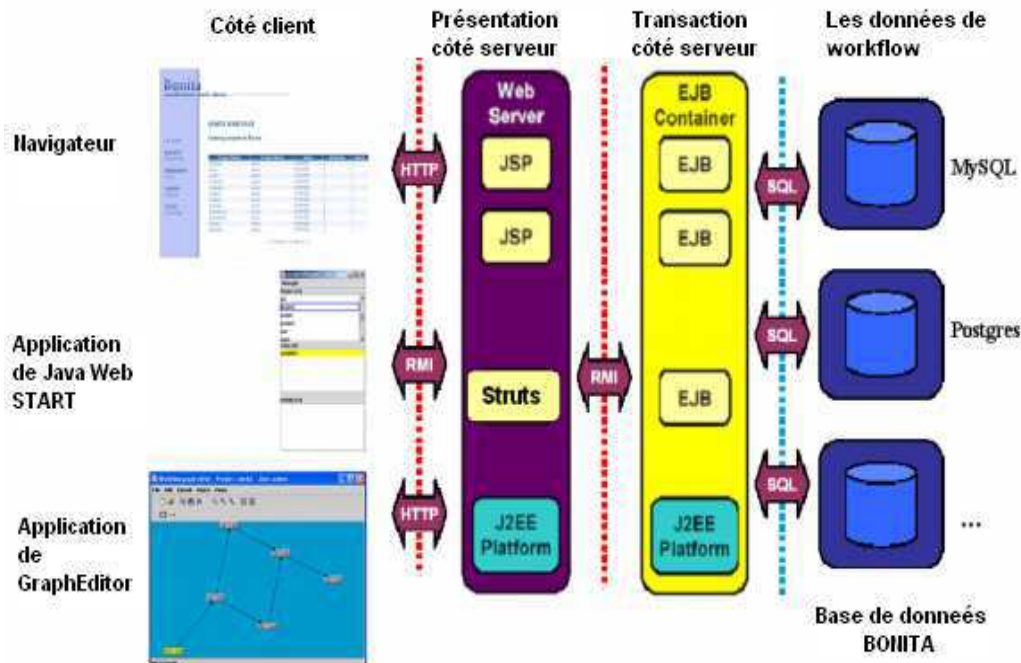 Côté client
Présentation
côté serveur
Transaction
côté serveur
Les données de
workflow
Bonita
Navigateur
HTTP
Web
Server
JSP
JSP
EJB
Container
EJB
EJB
SQL
MySQL
Application
de Java Web
START
RMI
Struts
RMI
EJB
SQL
Postgres
Application
de
GraphEditor
HTTP
J2EE
Platform
J2EE
Platform
SQL
...
Base de donneés
BONITA